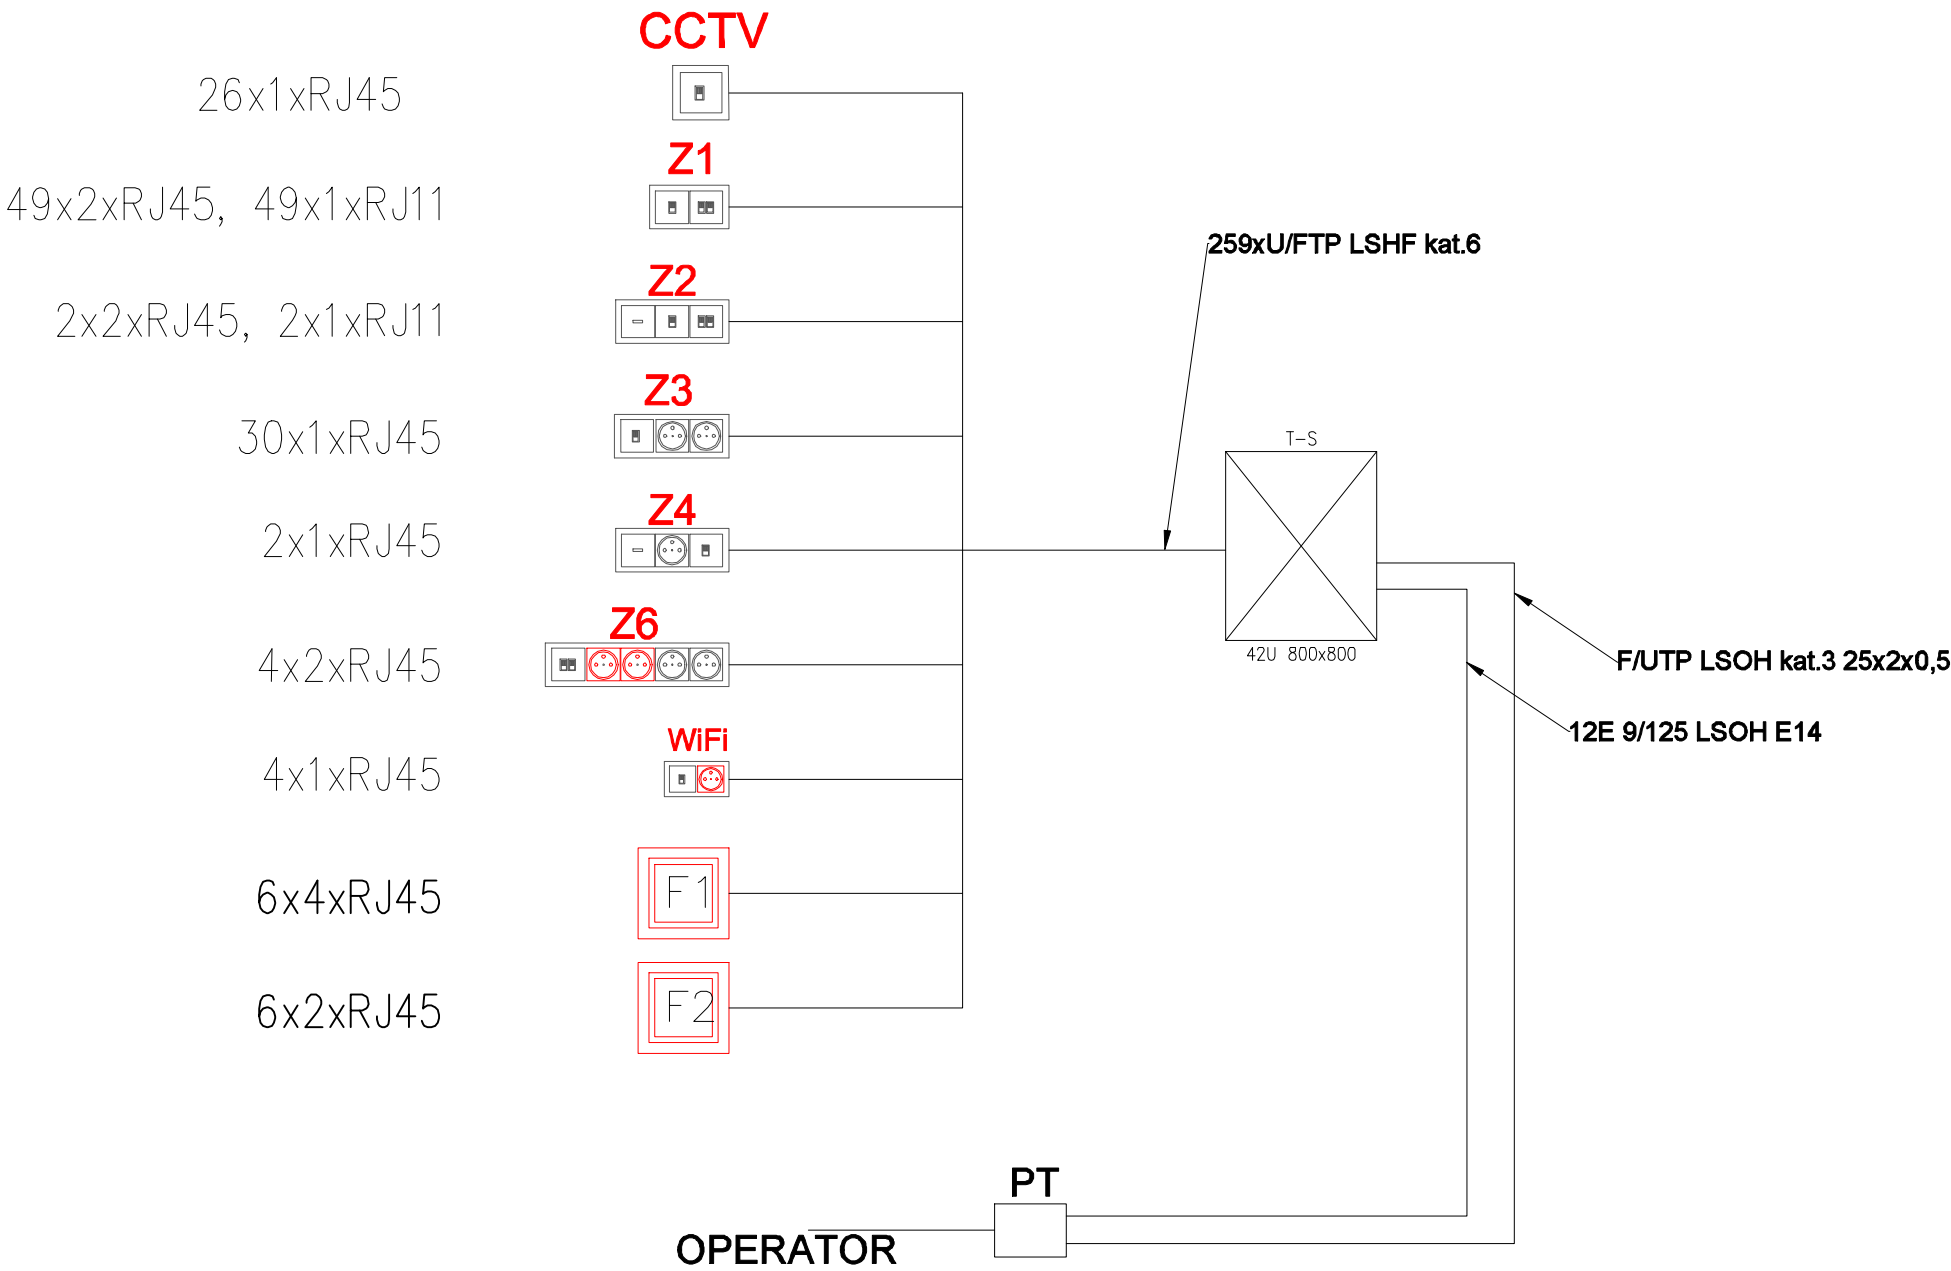 CCTV
26x1xRJ45
Z1
49x2xRJ45, 49x1xRJ11
259xU/FTP LSHF kat.6
Z2
2x2xRJ45, 2x1xRJ11
Z3
30x1xRJ45
T-S
Z4
2x1xRJ45
Z6
4x2xRJ45
42U 800x800
F/UTP LSOH kat.3 25x2x0,5
12E 9/125 LSOH E14
WiFi
4x1xRJ45
6x4xRJ45
F1
6x2xRJ45
F2
PT
OPERATOR